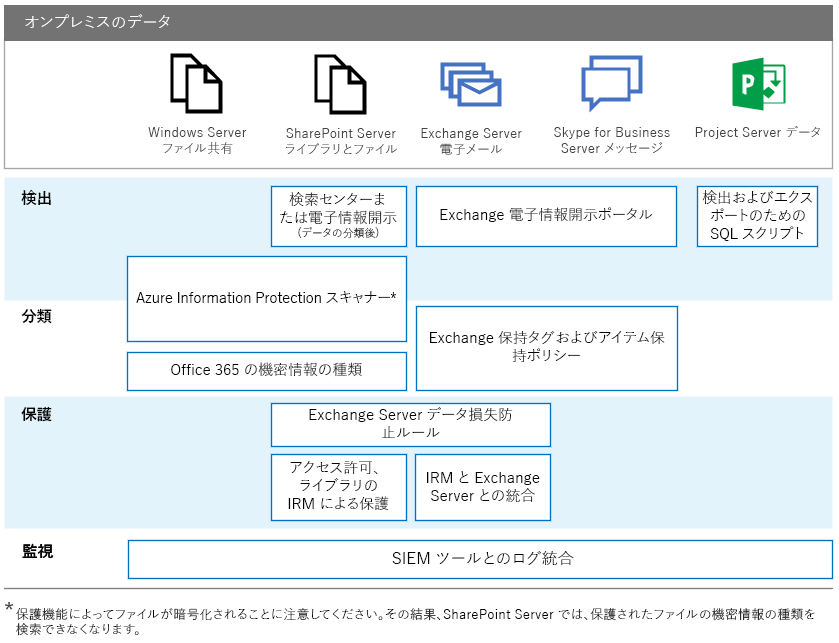 オンプレミスのデータ
Windows Server
ファイル共有
SharePoint Server
ライブラリとファイル
Exchange Server
電子メール
Skype for Business
Server メッセージ
Project Server データ
検出
検索センターま
たは電子情報開示
(データの分類後)
Exchange 電子情報開示ポータル
検出およびエクス
ポートのための
SQL スクリプト
Azure Information Protection スキャナー*
分類
Exchange 保持タグおよびアイテム保
持ポリシー
Office 365 の機密情報の種類
保護
Exchange Server データ損失防
止ルール
アクセス許可、
ライブラリの
IRM による保護
IRM と Exchange
Server との統合
監視
SIEM ツールとのログ統合
* 保護機能によってファイルが暗号化されることに注意してください。その結果、SharePoint Server では、保護されたファイルの機密情報の種類を
検索できなくなります。